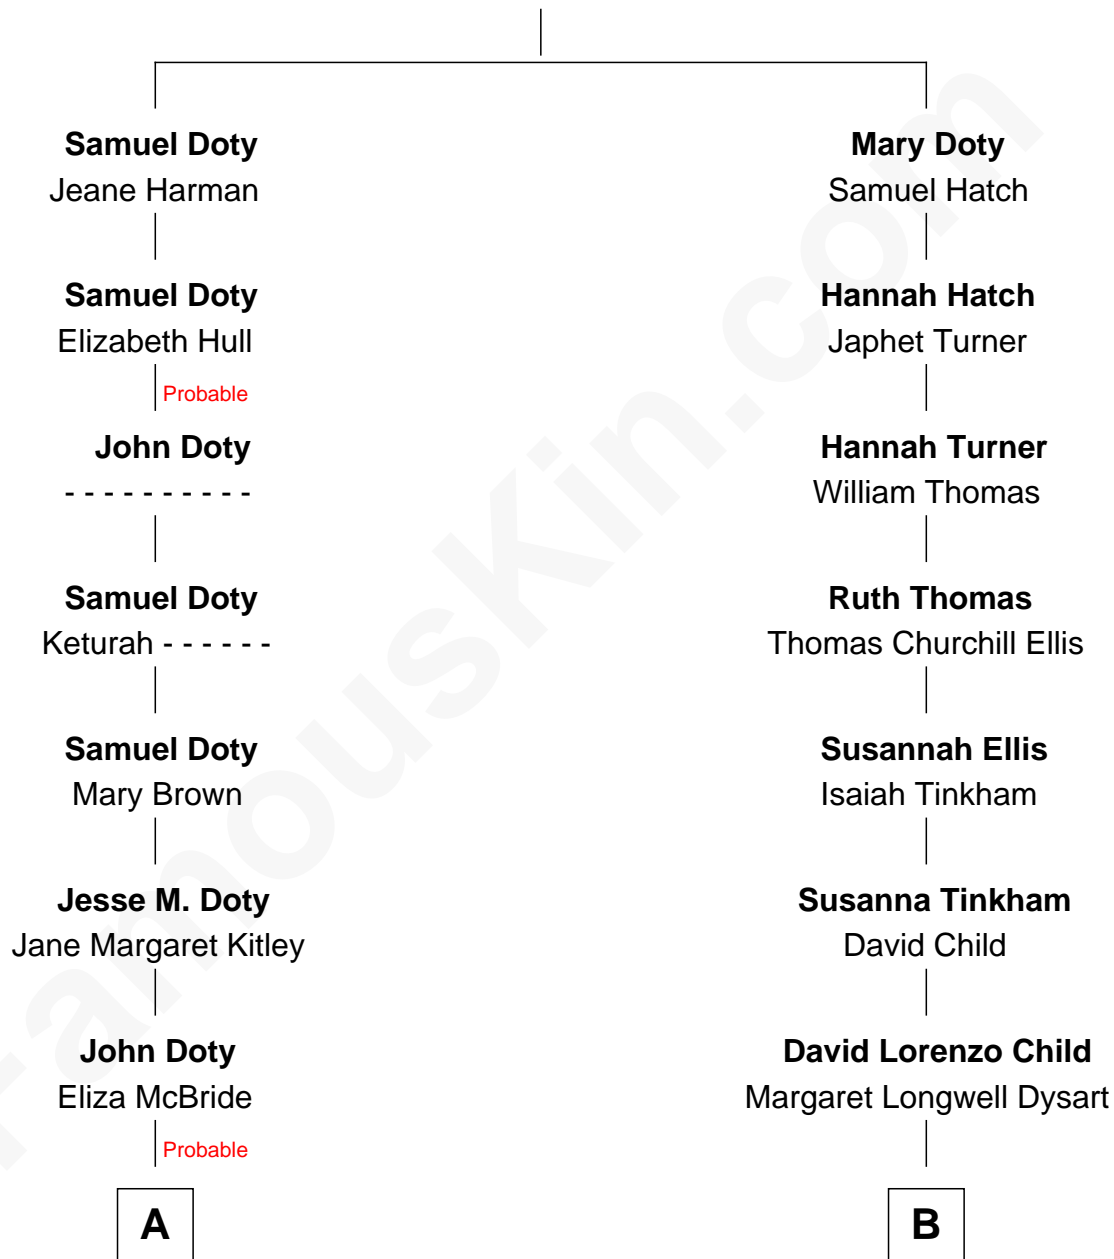 Samuel Doty
Jeane Harman
Samuel Doty
Elizabeth Hull
Probable
John Doty
- - - - - - - - - -
Samuel Doty
Keturah - - - - - -
Samuel Doty
Mary Brown
Jesse M. Doty
Jane Margaret Kitley
John Doty
Eliza McBride
Probable
A
Mary Doty
Samuel Hatch
Hannah Hatch
Japhet Turner
Hannah Turner
William Thomas
Ruth Thomas
Thomas Churchill Ellis
Susannah Ellis
Isaiah Tinkham
Susanna Tinkham
David Child
David Lorenzo Child
Margaret Longwell Dysart
B
FamousKin.com